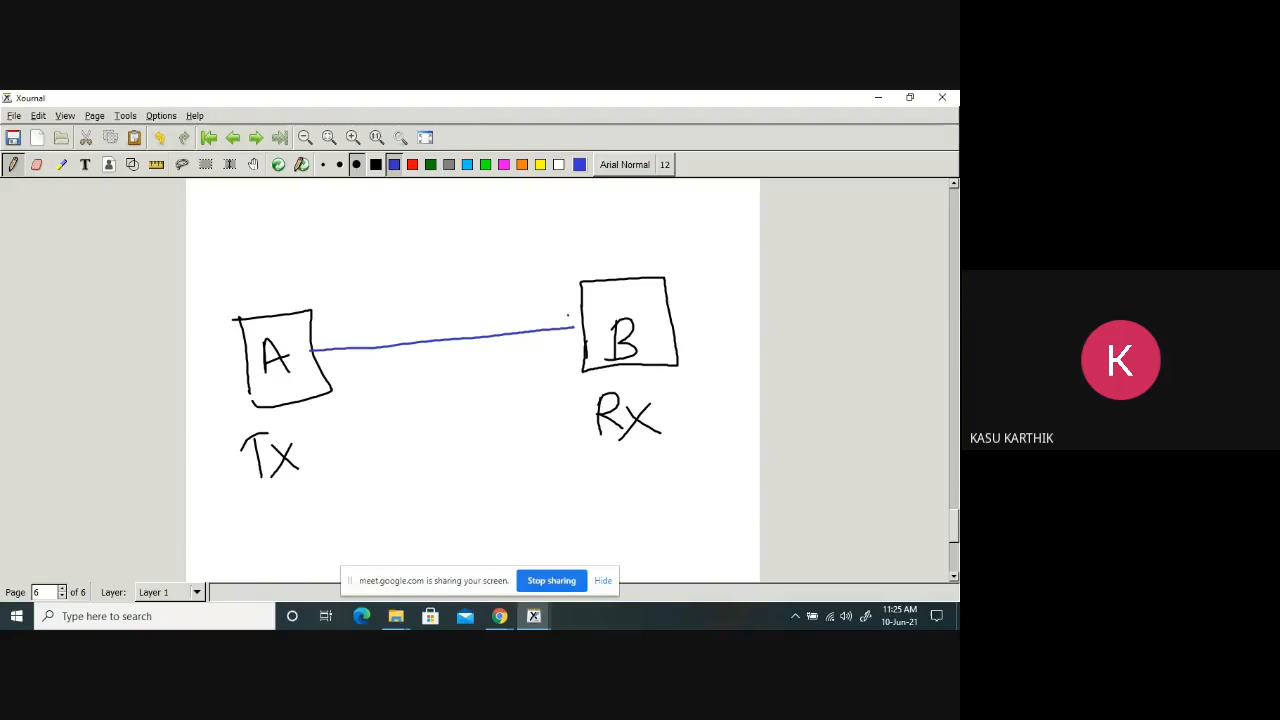 Xournal
File Edit View Page Tools Options Help
T Arial Normal 12
A
B
Tx
Rx
K
KASU KARTHIK
meet.google.com is sharing your screen. Stop sharing Hide
Page 6 of 6 Layer: Layer 1
Type here to search
11:25 AM
10-Jun-21